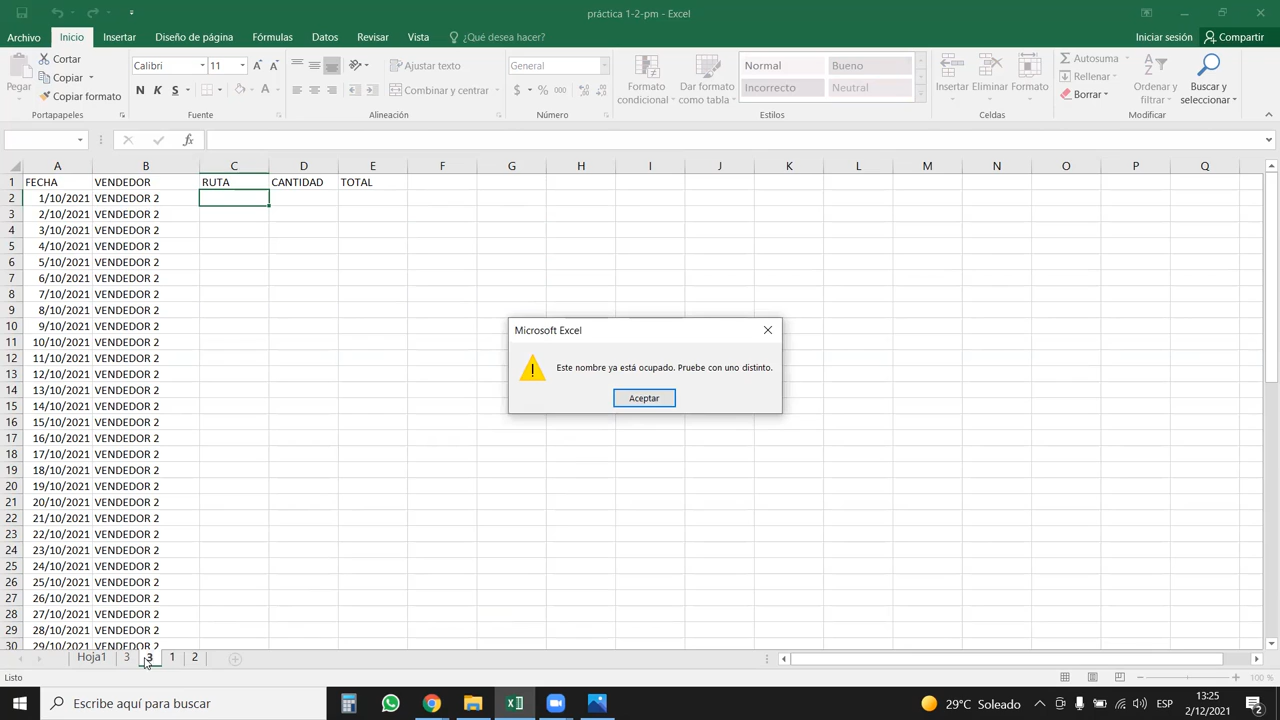 práctica 1-2-pm - Excel
Archivo Inicio Insertar Diseño de página Fórmulas Datos Revisar Vista ¿Qué desea hacer? Iniciar sesión Compartir
Pegar
Cortar
Copiar
Copiar formato
Portapapeles
Calibri 11
N K S
A
Fuente
Ajustar texto
Combinar y centrar
Alineación
General
$ % 000
Número
Formato condicional
Dar formato como tabla
Normal Bueno
Incorrecto Neutral
Estilos
Insertar Eliminar Formato
Celdas
Autosuma
Rellenar
Borrar
Ordenar y filtrar
Buscar y seleccionar
Modificar
fx
A B C D E F G H I J K L M N O P Q
1 FECHA VENDEDOR RUTA CANTIDAD TOTAL
2 1/10/2021 VENDEDOR 2
3 2/10/2021 VENDEDOR 2
4 3/10/2021 VENDEDOR 2
5 4/10/2021 VENDEDOR 2
6 5/10/2021 VENDEDOR 2
7 6/10/2021 VENDEDOR 2
8 7/10/2021 VENDEDOR 2
9 8/10/2021 VENDEDOR 2
10 9/10/2021 VENDEDOR 2
11 10/10/2021 VENDEDOR 2
12 11/10/2021 VENDEDOR 2
13 12/10/2021 VENDEDOR 2
14 13/10/2021 VENDEDOR 2
15 14/10/2021 VENDEDOR 2
16 15/10/2021 VENDEDOR 2
17 16/10/2021 VENDEDOR 2
18 17/10/2021 VENDEDOR 2
19 18/10/2021 VENDEDOR 2
20 19/10/2021 VENDEDOR 2
21 20/10/2021 VENDEDOR 2
22 21/10/2021 VENDEDOR 2
23 22/10/2021 VENDEDOR 2
24 23/10/2021 VENDEDOR 2
25 24/10/2021 VENDEDOR 2
26 25/10/2021 VENDEDOR 2
27 26/10/2021 VENDEDOR 2
28 27/10/2021 VENDEDOR 2
29 28/10/2021 VENDEDOR 2
30 29/10/2021 VENDEDOR 2
Microsoft Excel
Este nombre ya está ocupado. Pruebe con uno distinto.
Aceptar
Hoja1 3 3 1 2
Listo
100 %
Escribe aquí para buscar
29°C Soleado
ESP
13:25
2/12/2021
2